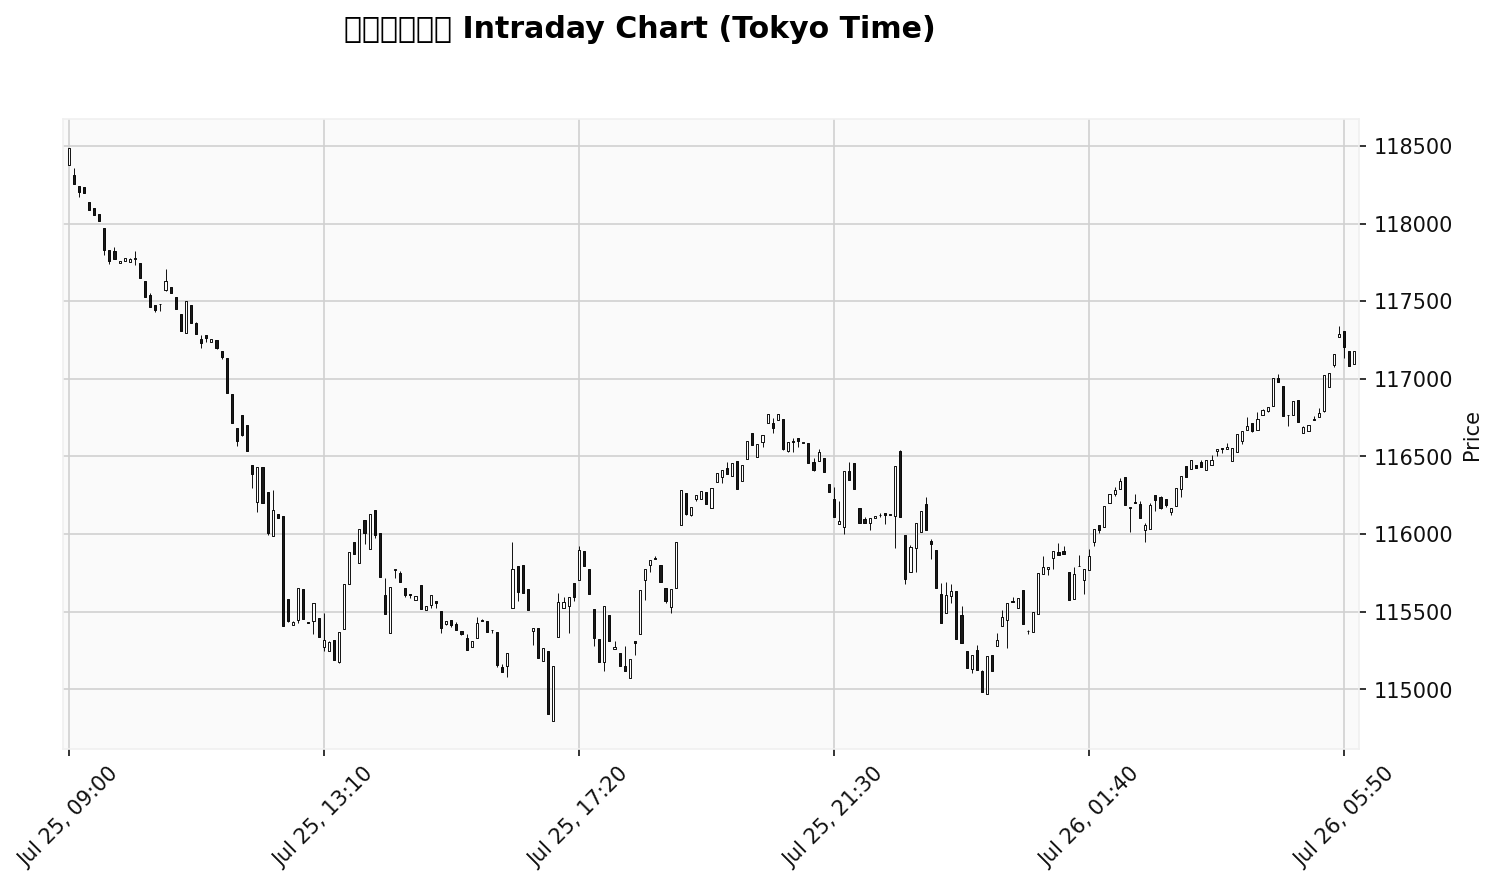 Intraday Chart (Tokyo Time)
118500
118000
117500
117000
116500
116000
115500
115000
Price
Jul 25, 09:00
Jul 25, 13:10
Jul 25, 17:20
Jul 25, 21:30
Jul 26, 01:40
Jul 26, 05:50